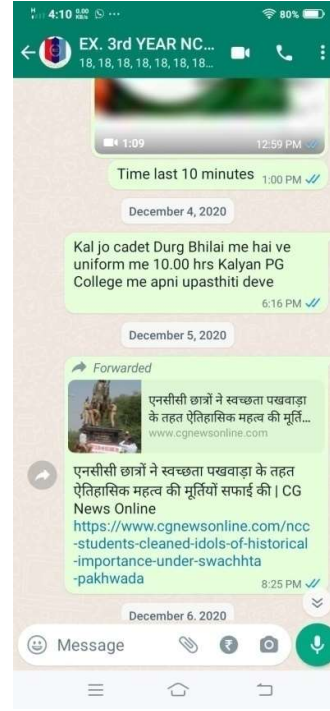 4:10
80%
EX. 3rd YEAR NC...
18, 18, 18, 18, 18, 18, 18...
1:09
12:59 PM
Time last 10 minutes 1:00 PM
December 4, 2020
Kal jo cadet Durg Bhilai me hai ve
uniform me 10.00 hrs Kalyan PG
College me apni upasthiti deve
6:16 PM
December 5, 2020
Forwarded
एनसीसी छात्रों ने स्वच्छता पखवाड़ा
के तहत ऐतिहासिक महत्व की मूर्ति...
www.cgnewsonline.com
एनसीसी छात्रों ने स्वच्छता पखवाड़ा के तहत
ऐतिहासिक महत्व की मूर्तियों सफाई की | CG
News Online
https://www.cgnewsonline.com/ncc
-students-cleaned-idols-of-historical
-importance-under-swachhta
-pakhwada
8:25 PM
December 6, 2020
Message